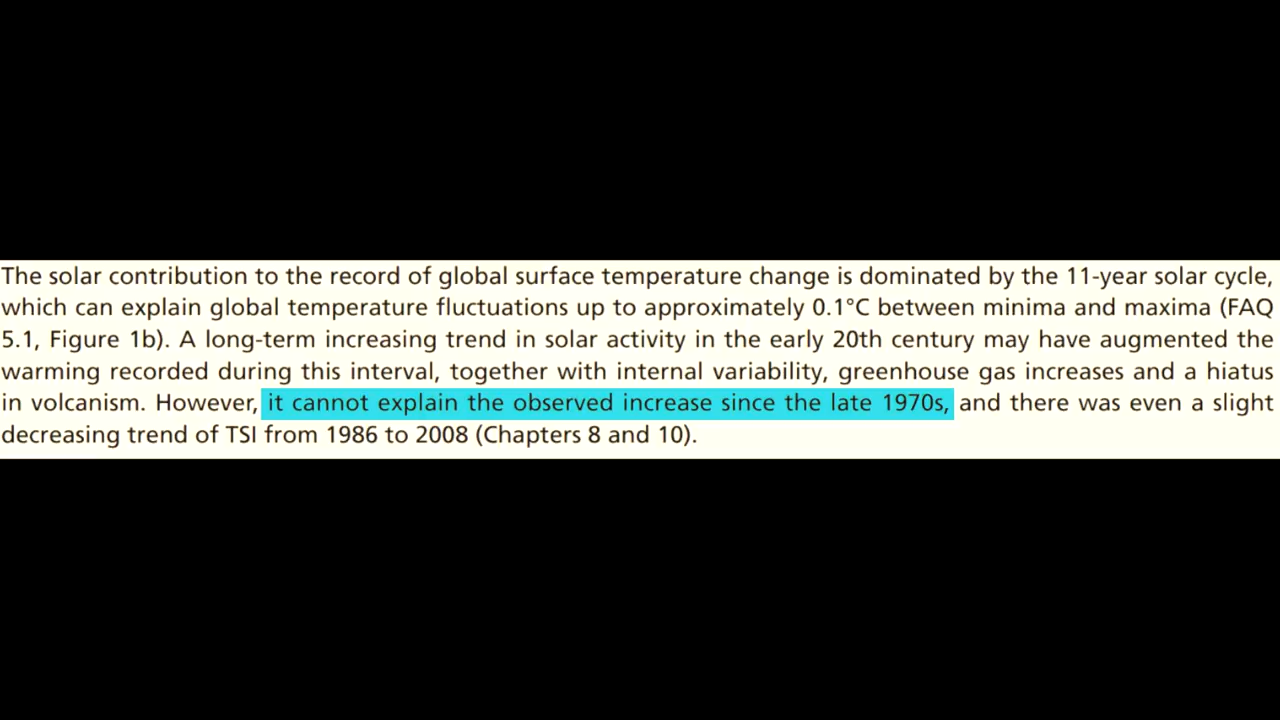 The solar contribution to the record of global surface temperature change is dominated by the 11-year solar cycle,
which can explain global temperature fluctuations up to approximately 0.1°C between minima and maxima (FAQ
5.1, Figure 1b). A long-term increasing trend in solar activity in the early 20th century may have augmented the
warming recorded during this interval, together with internal variability, greenhouse gas increases and a hiatus
in volcanism. However, it cannot explain the observed increase since the late 1970s, and there was even a slight
decreasing trend of TSI from 1986 to 2008 (Chapters 8 and 10).